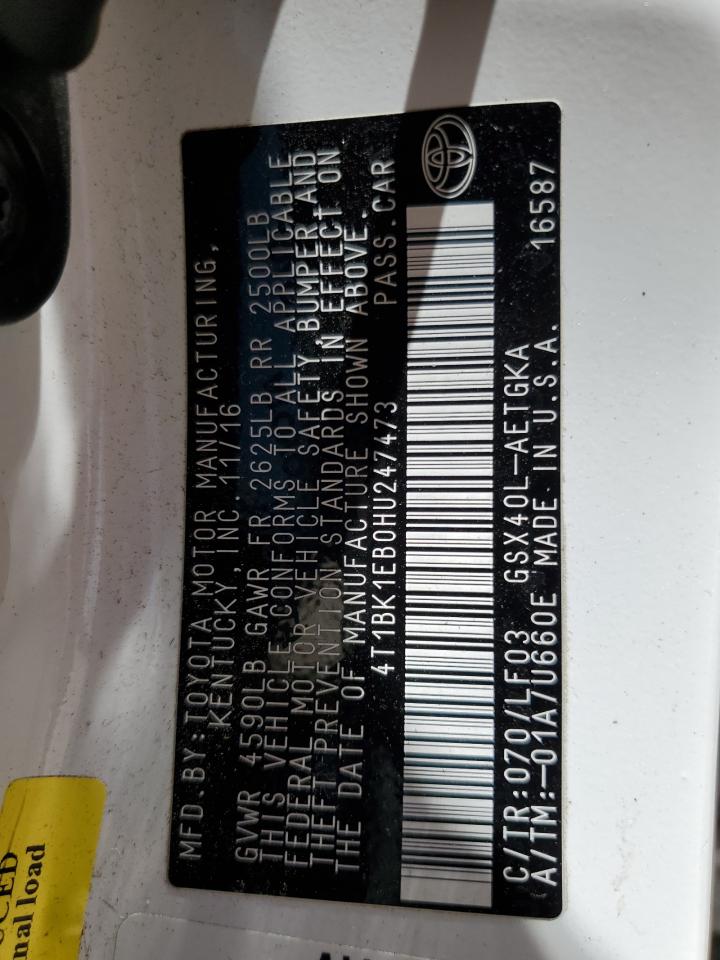 MFD.BY:TOYOTA MOTOR MANUFACTURING,
KENTUCKY,INC. 11/16
GVWR 4590LB GAWR FR 2625LB RR 2500LB
THIS VEHICLE CONFORMS TO ALL APPLICABLE
FEDERAL MOTOR VEHICLE SAFETY,BUMPER,AND
THEFT PREVENTION STANDARDS IN EFFECT ON
THE DATE OF MANUFACTURE SHOWN ABOVE.
4T1BK1EB0HU247473 PASS.CAR
C/TR:070/LF03 GSX40L-AETGKA
A/TM:-01A/U660E MADE IN U.S.A. 16587
nal load